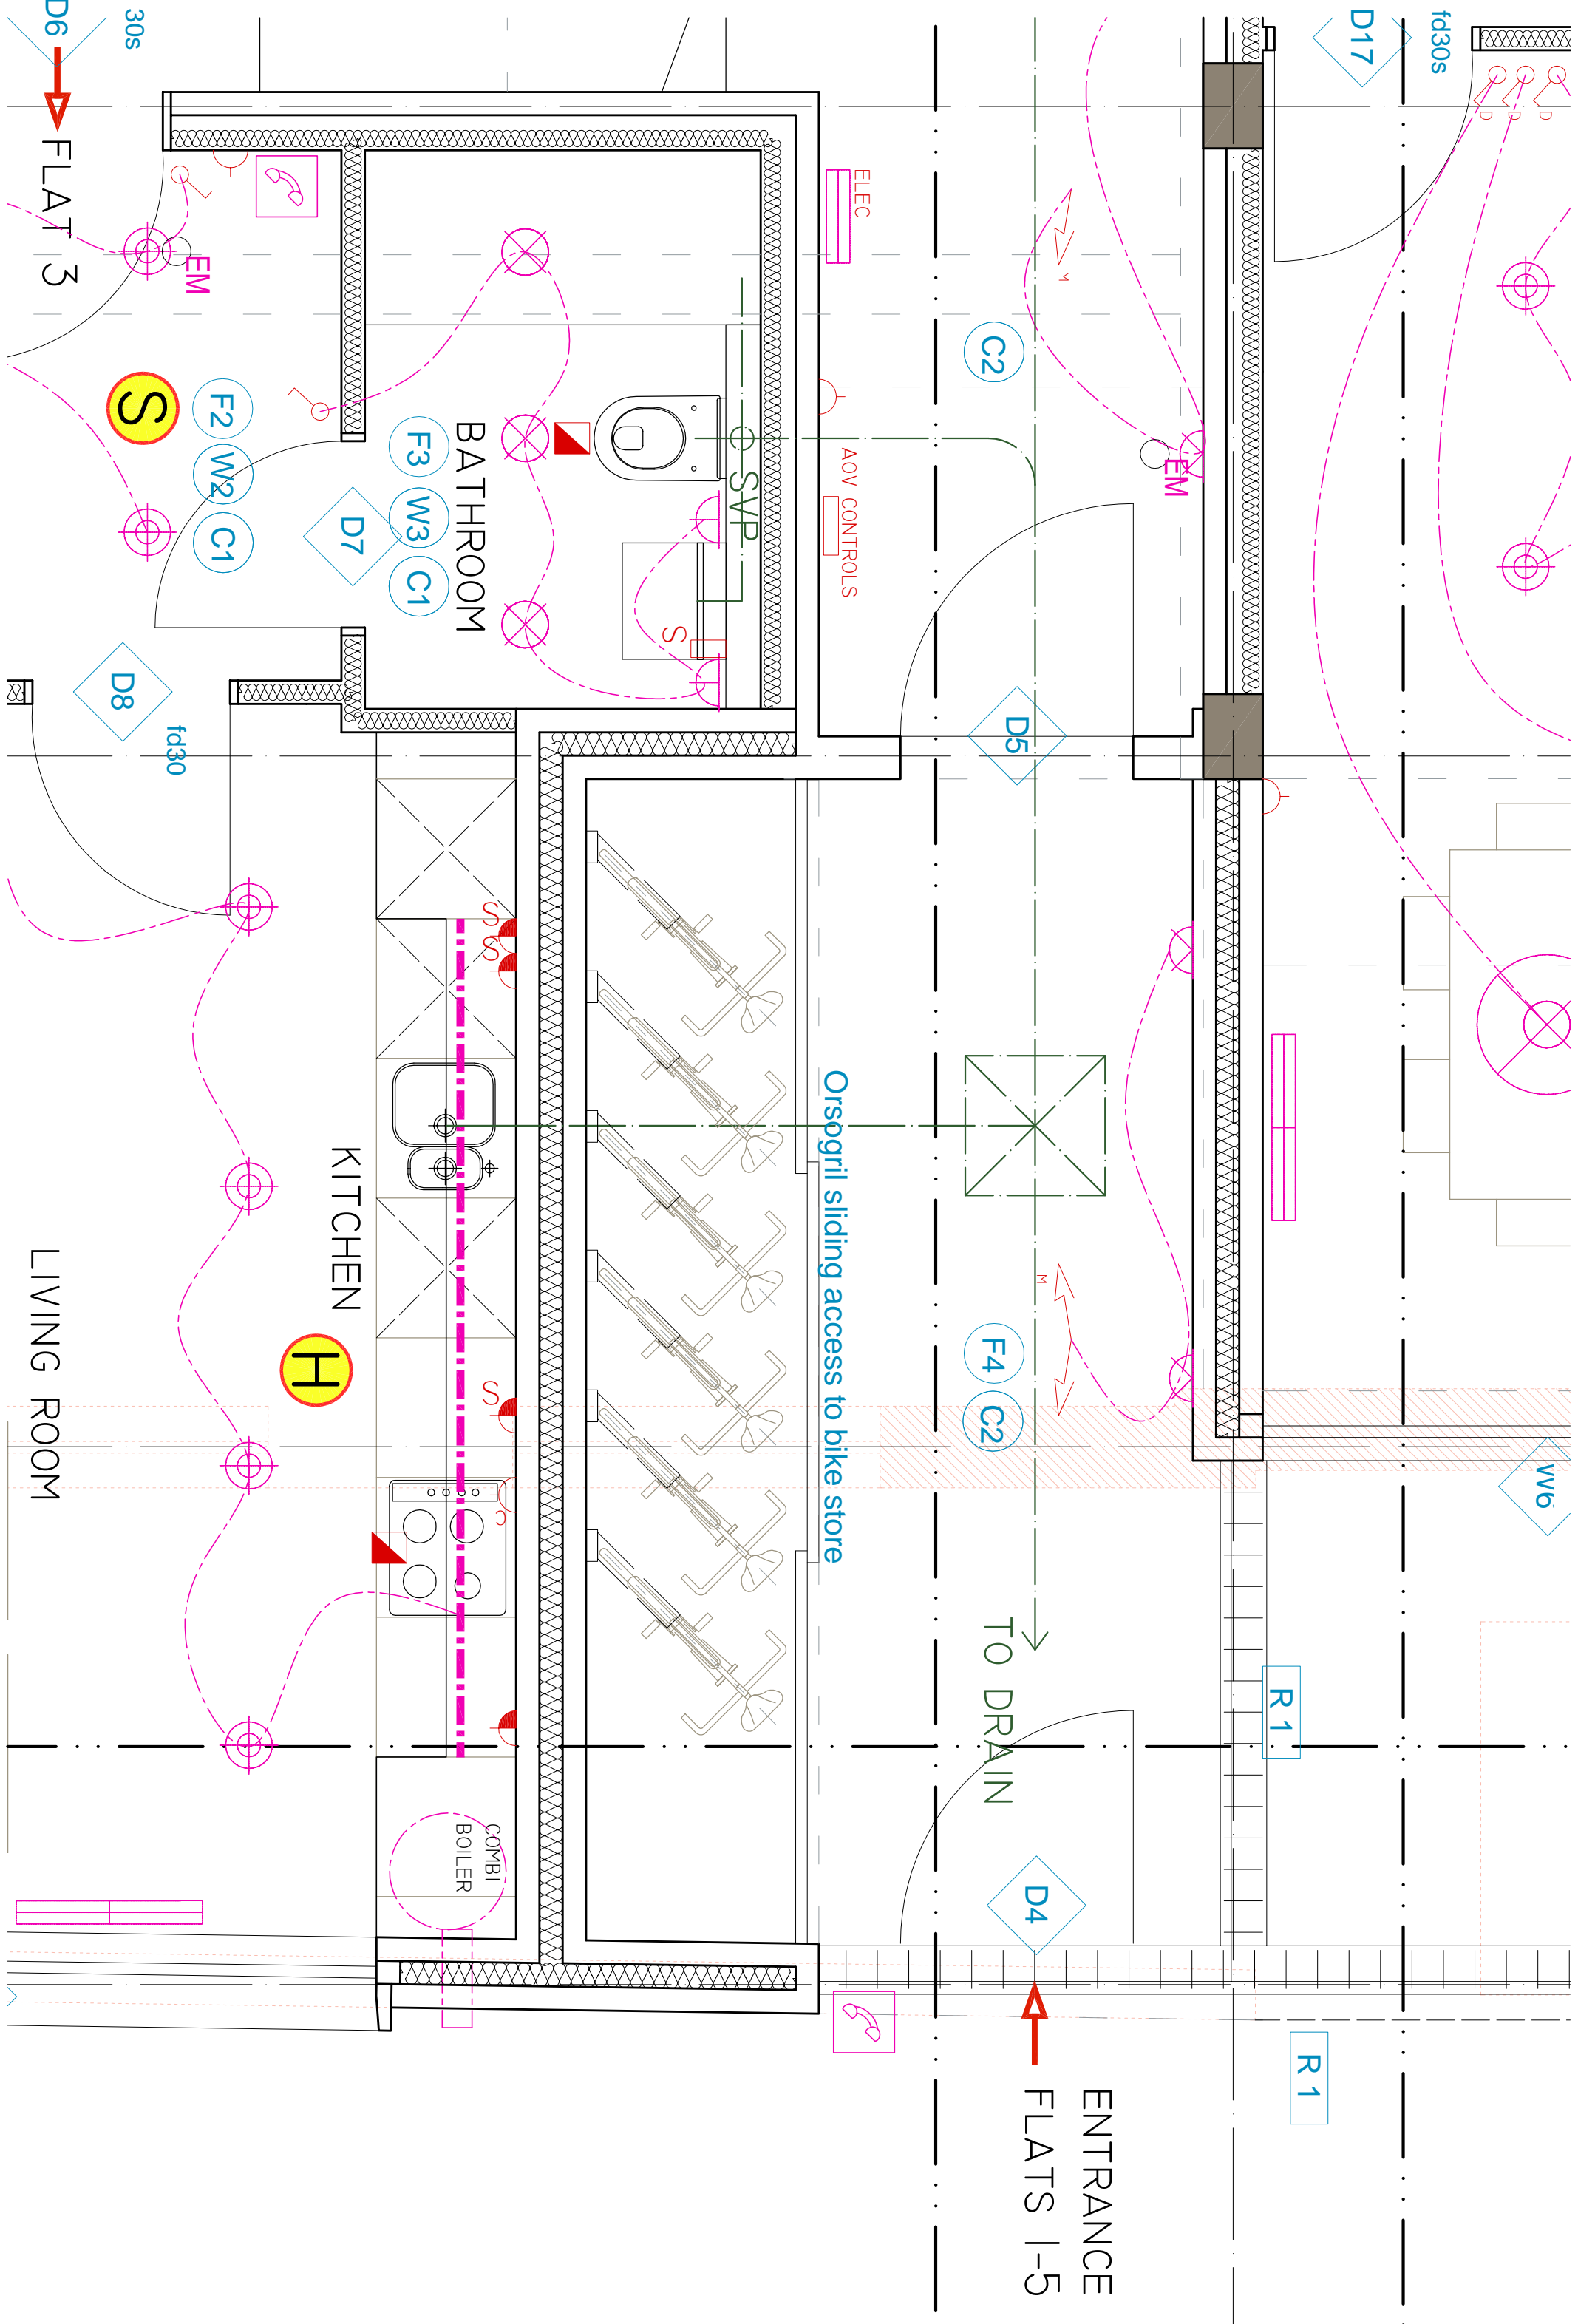 D6
30s
FLAT 3
EM
S
F2
W2
C1
D8
fd30
D7
BATHROOM
F3
W3
C1
SVP
S
ELEC
AOV CONTROLS
M
C2
EM
D5
D17
fd30s
D
D
D
S
S
S
KITCHEN
H
LIVING ROOM
COMBI
BOILER
Orsogril sliding access to bike store
M
F4
C2
TO DRAIN
D4
W6
R 1
R 1
ENTRANCE
FLATS 1-5